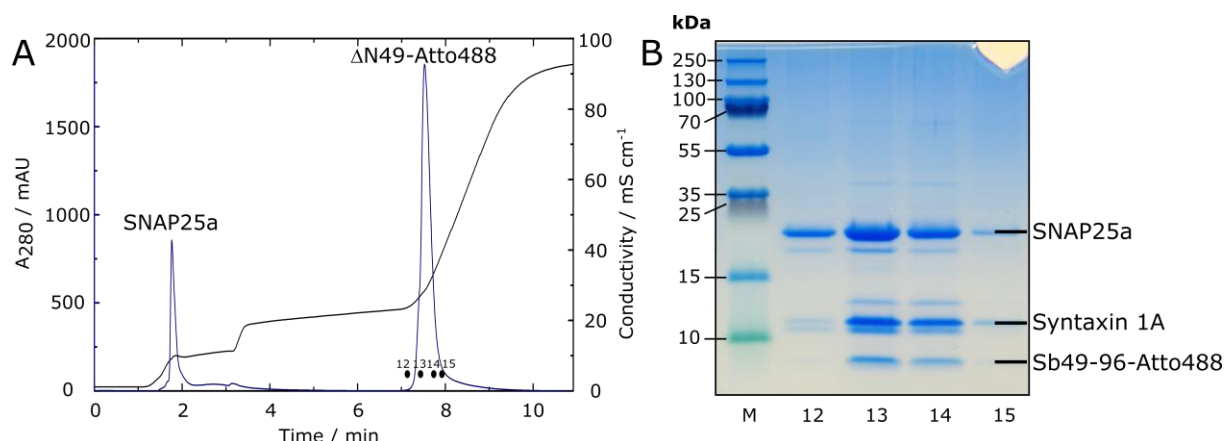 A
A280 / mAU
2000
1500
1000
500
0
SNAP25a
ΔN49-Atto488
12 13 14 15
0 2 4 6 8 10
Time / min
100
80
60
40
20
0
Conductivity / mS cm⁻¹
B
kDa
250
130
100
70
55
35
25
15
10
SNAP25a
Syntaxin 1A
Sb49-96-Atto488
M 12 13 14 15